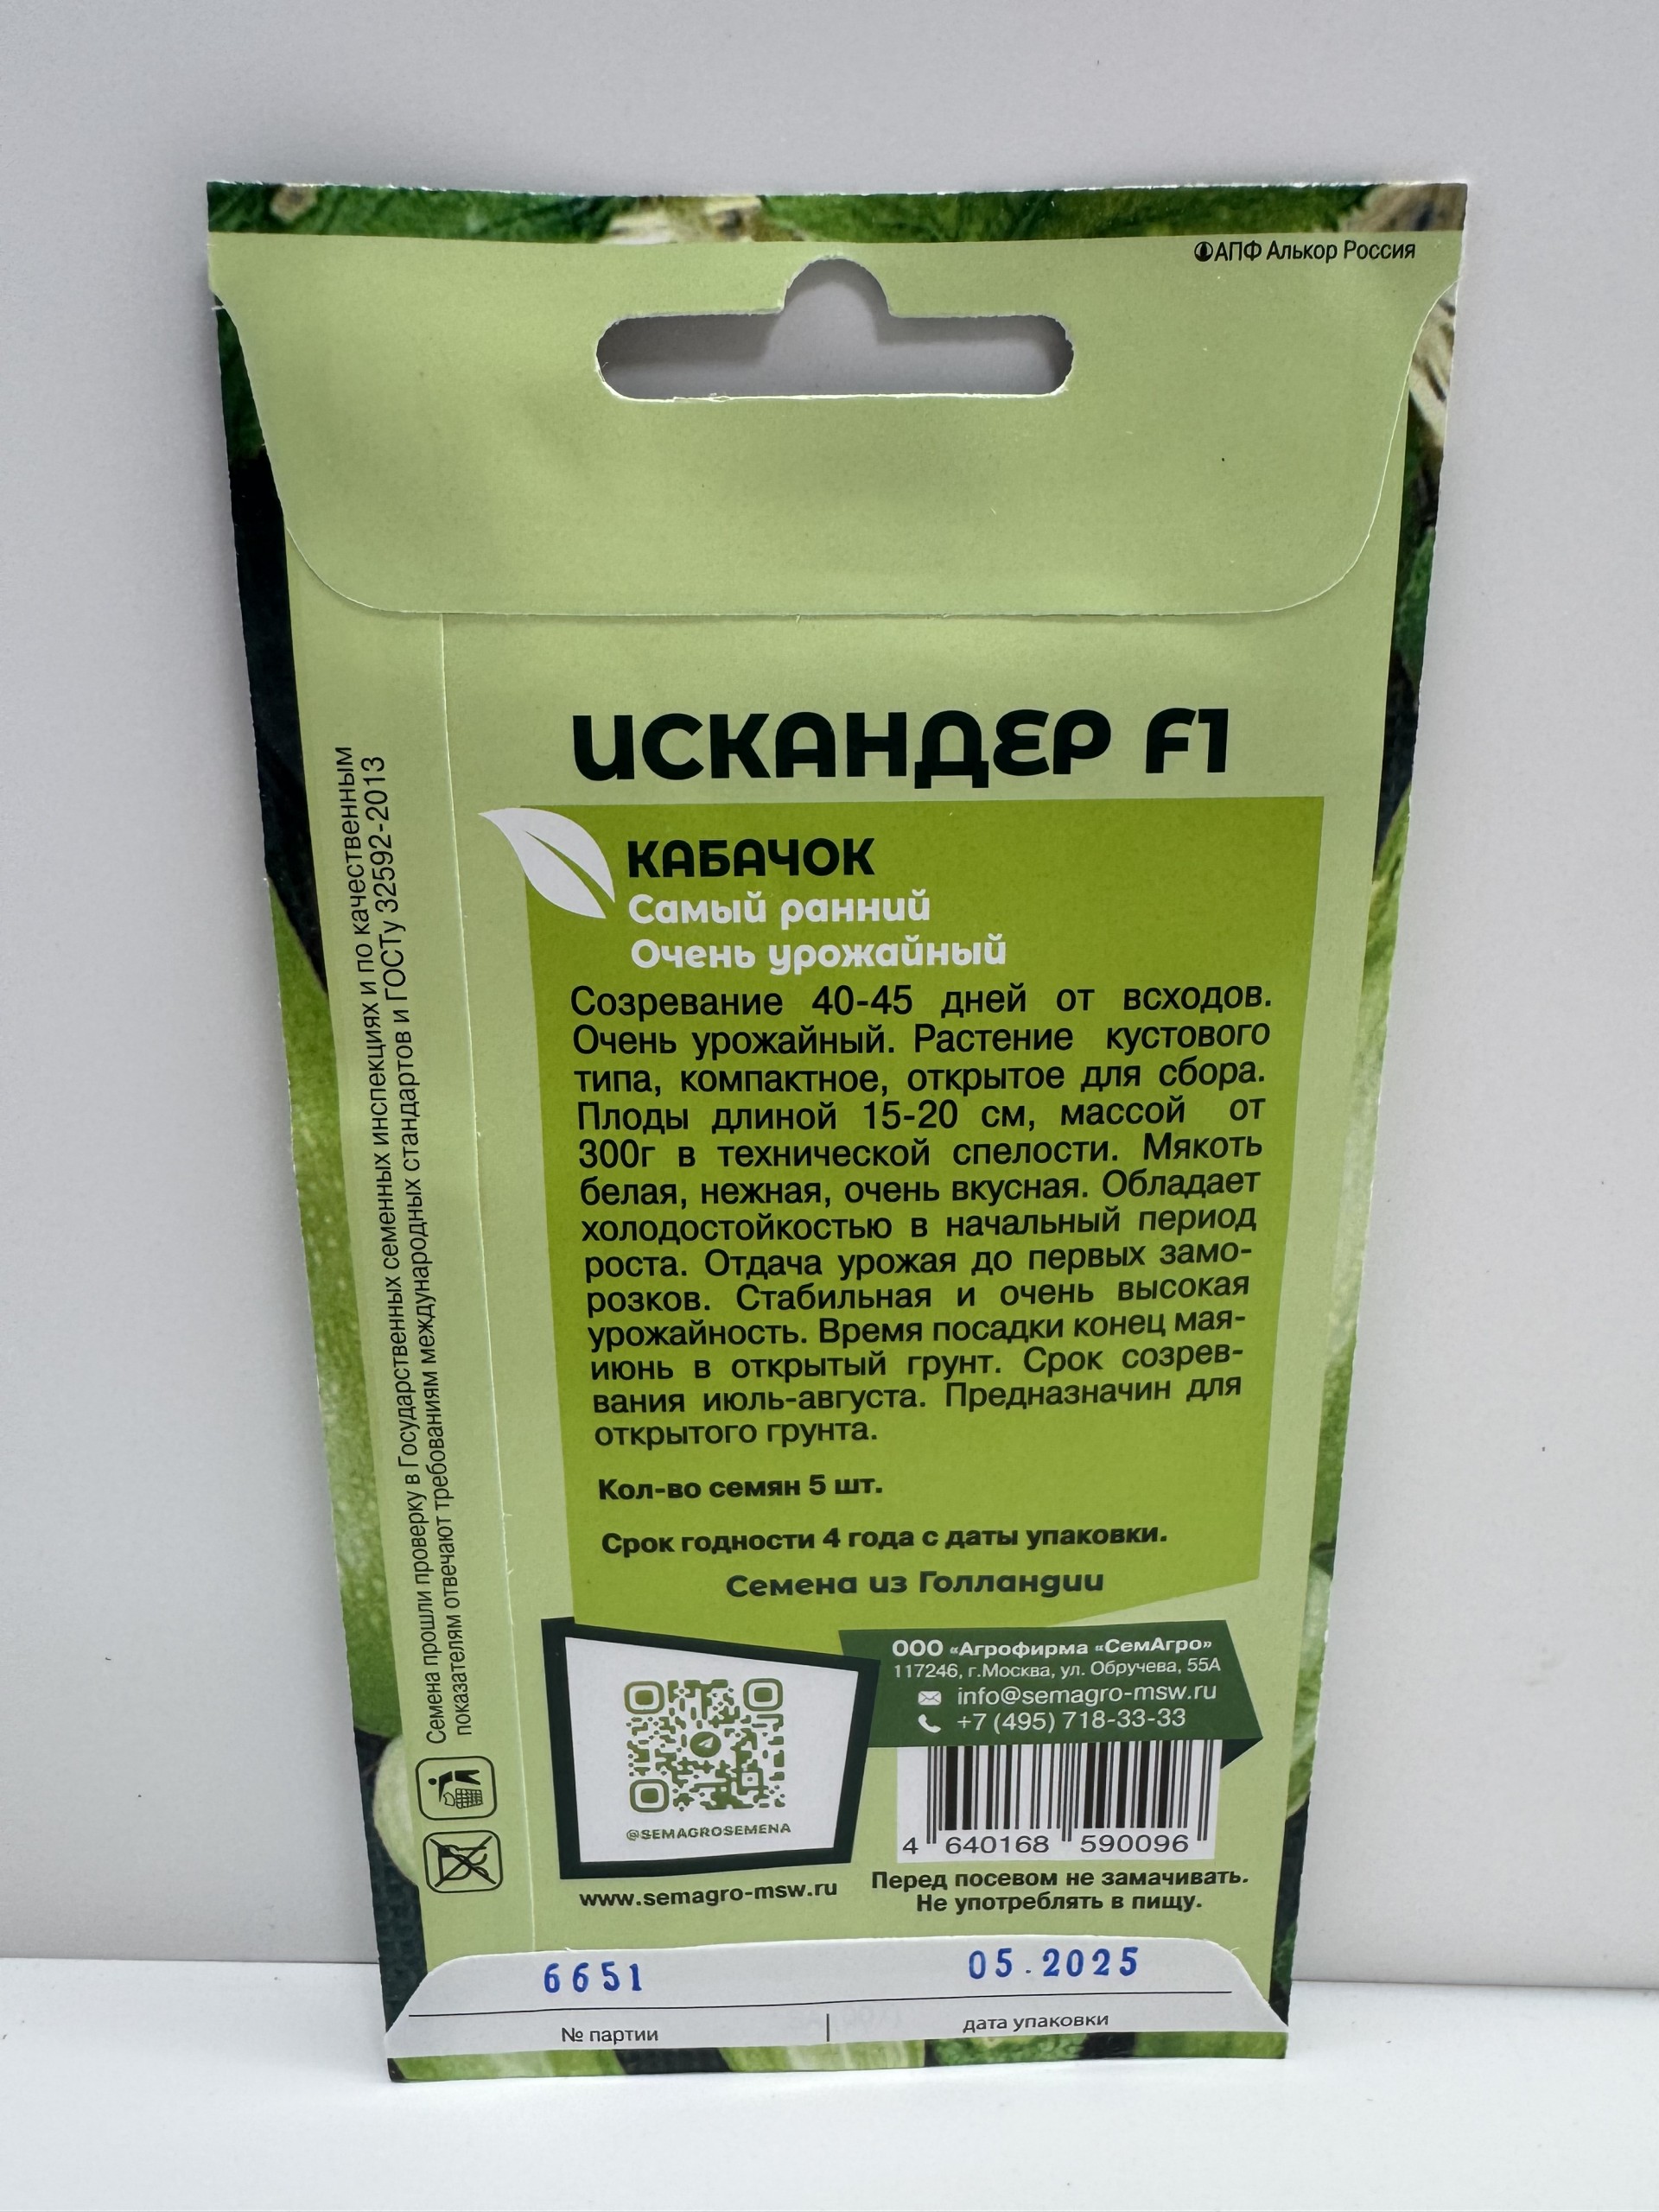 АПФ Алькор Россия
ИСКАНДЕР F1
КАБАЧОК
Самый ранний
Очень урожайный
Созревание 40-45 дней от всходов.
Очень урожайный. Растение кустового
типа, компактное, открытое для сбора.
Плоды длиной 15-20 см, массой от
300г в технической спелости. Мякоть
белая, нежная, очень вкусная. Обладает
холодостойкостью в начальный период
роста. Отдача урожая до первых замо-
розков. Стабильная и очень высокая
урожайность. Время посадки конец мая-
июнь в открытый грунт. Срок созрев-
вания июль-августа. Предназначин для
открытого грунта.
Кол-во семян 5 шт.
Срок годности 4 года с даты упаковки.
Семена из Голландии
Семена прошли проверку в Государственных семенных инспекциях и по качественным
показателям отвечают требованиям международных стандартов и ГОСТу 32592-2013
ООО «Агрофирма «СемАгро»
117246, г.Москва, ул. Обручева, 55А
info@semagro-msw.ru
+7 (495) 718-33-33
@SEMAGROSEMENA
www.semagro-msw.ru
4 640168 590096
Перед посевом не замачивать.
Не употреблять в пищу.
6651
05.2025
№ партии
дата упаковки